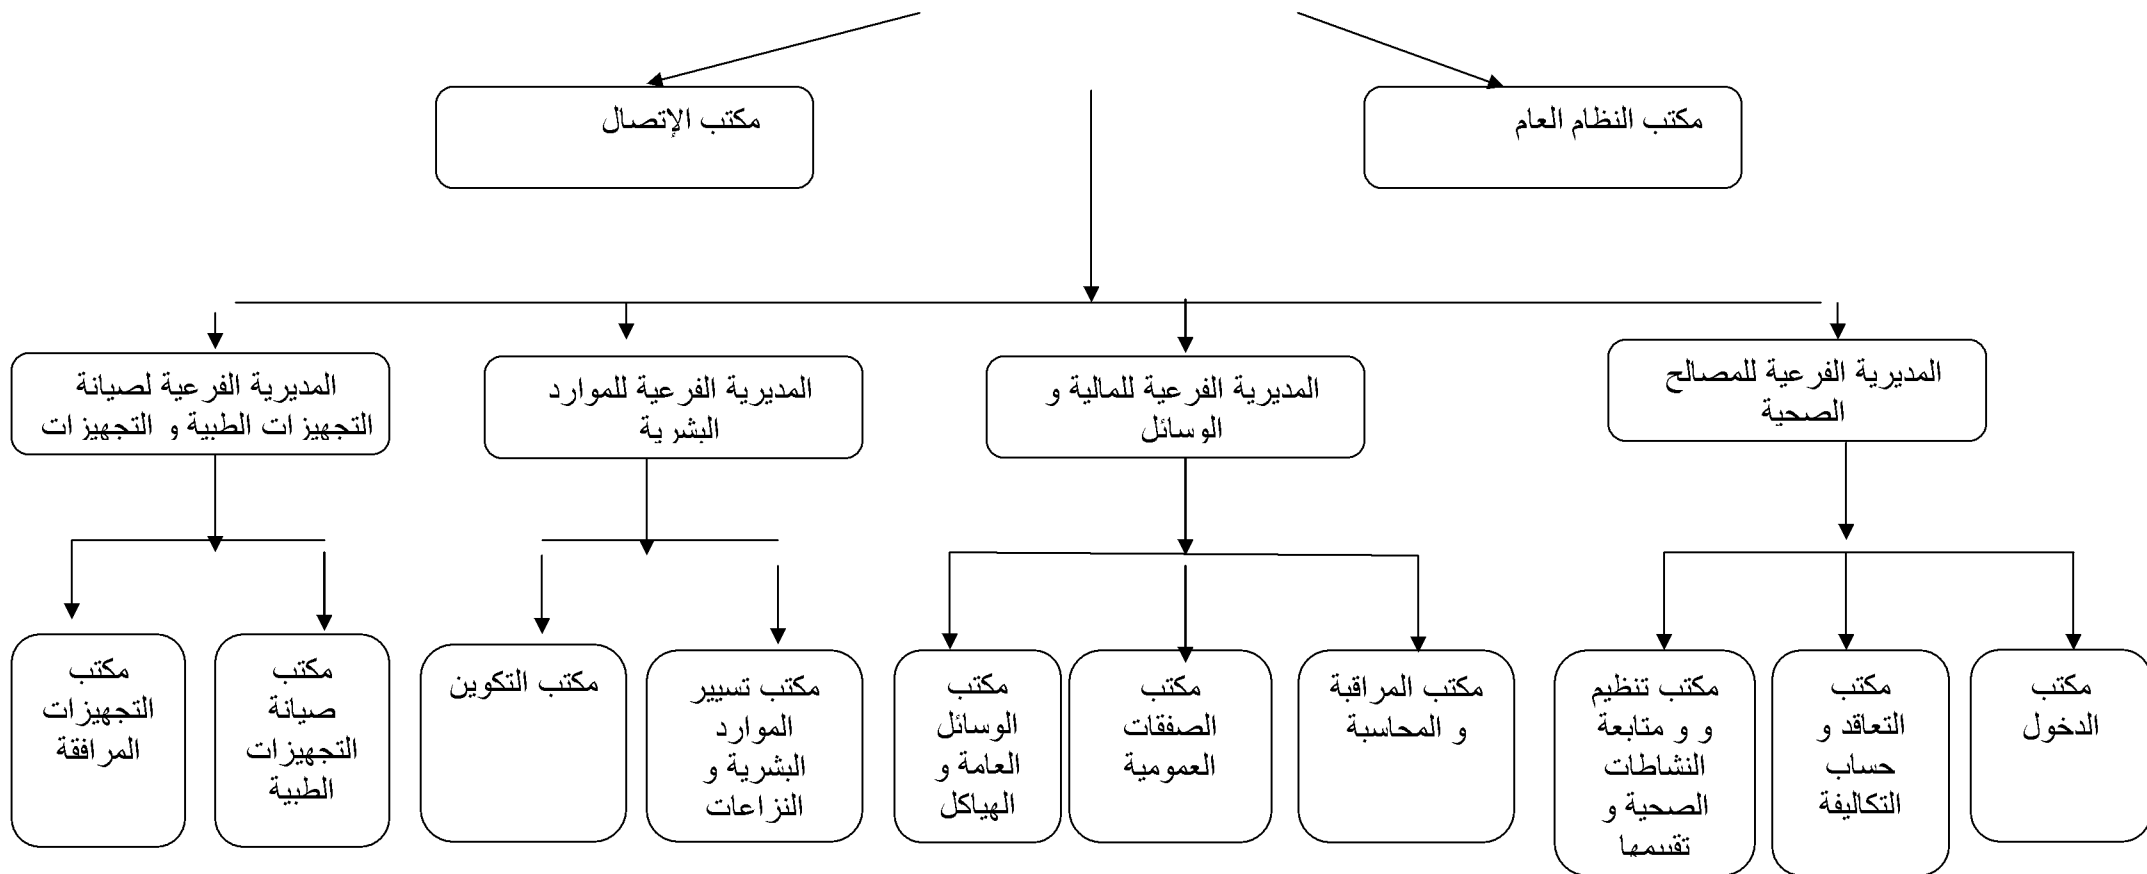 مكتب النظام العام
مكتب الإتصال
المديرية الفرعية للمصالح
الصحية
المديرية الفرعية للمالية و
الوسائل
المديرية الفرعية للموارد
البشرية
المديرية الفرعية لصيانة
التجهيزات الطبية و التجهيزات
مكتب
الدخول
مكتب
التعاقد و
حساب
التكاليفة
مكتب تنظيم
و و متابعة
النشاطات
الصحية و
تقييمها
مكتب المراقبة
و المحاسبة
مكتب
الصفقات
العمومية
مكتب
الوسائل
العامة و
الهياكل
مكتب تسيير
الموارد
البشرية و
النزاعات
مكتب التكوين
مكتب
صيانة
التجهيزات
الطبية
مكتب
التجهيزات
المرافقة